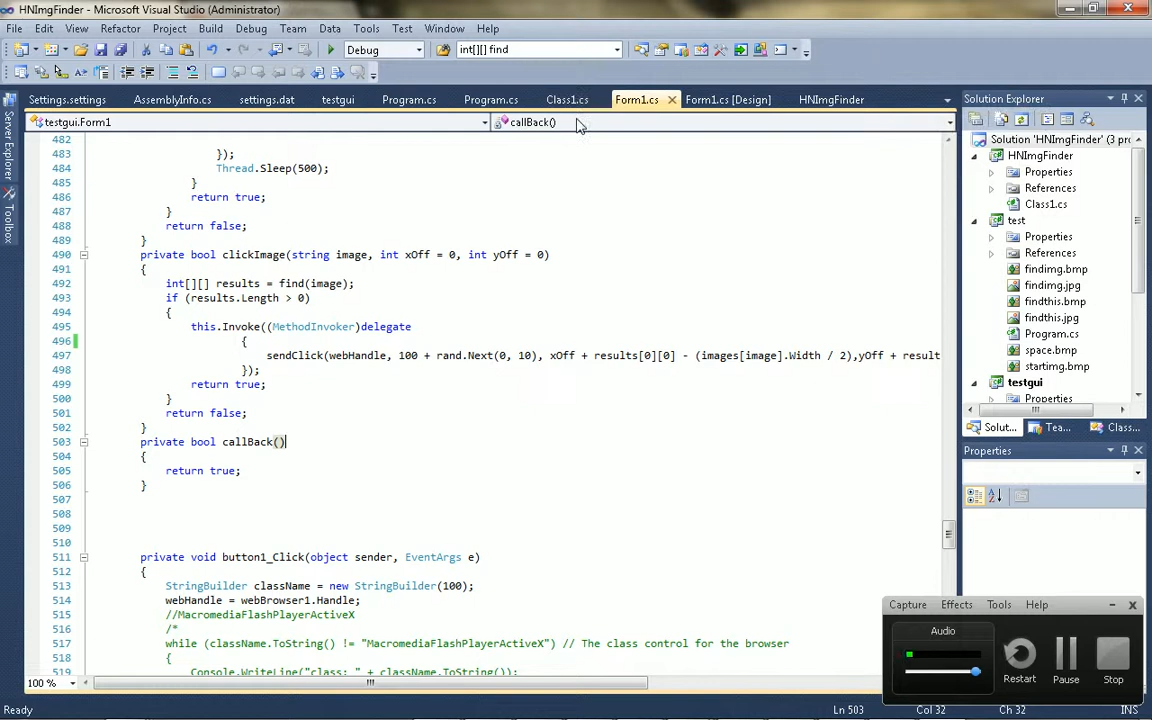 HNImgFinder - Microsoft Visual Studio (Administrator)
File Edit View Refactor Project Build Debug Team Data Tools Test Window Help
Debug int[][] find
Settings.settings AssemblyInfo.cs settings.dat testgui Program.cs Program.cs Class1.cs Form1.cs Form1.cs [Design] HNImgFinder
testgui.Form1 callBack()
Server Explorer
Toolbox
482
483 });
484 Thread.Sleep(500);
485 }
486 return true;
487 }
488 return false;
489 }
490 private bool clickImage(string image, int xOff = 0, int yOff = 0)
491 {
492 int[][] results = find(image);
493 if (results.Length > 0)
494 {
495 this.Invoke((MethodInvoker)delegate
496 {
497 sendClick(webHandle, 100 + rand.Next(0, 10), xOff + results[0][0] - (images[image].Width / 2),yOff + result
498 });
499 return true;
500 }
501 return false;
502 }
503 private bool callBack()
504 {
505 return true;
506 }
507
508
509
510
511 private void button1_Click(object sender, EventArgs e)
512 {
513 StringBuilder className = new StringBuilder(100);
514 webHandle = webBrowser1.Handle;
515 //MacromediaFlashPlayerActiveX
516 /*
517 while (className.ToString() != "MacromediaFlashPlayerActiveX") // The class control for the browser
518 {
519 Console.WriteLine("class: " + className.ToString());
100 %
Solution Explorer
Solution 'HNImgFinder' (3 pr
HNImgFinder
Properties
References
Class1.cs
test
Properties
References
findimg.bmp
findimg.jpg
findthis.bmp
findthis.jpg
Program.cs
space.bmp
startimg.bmp
testgui
Properties
Solut... Tea... Class...
Properties
Capture Effects Tools Help
Audio
Restart Pause Stop
Ready Ln 503 Col 32 Ch 32 INS